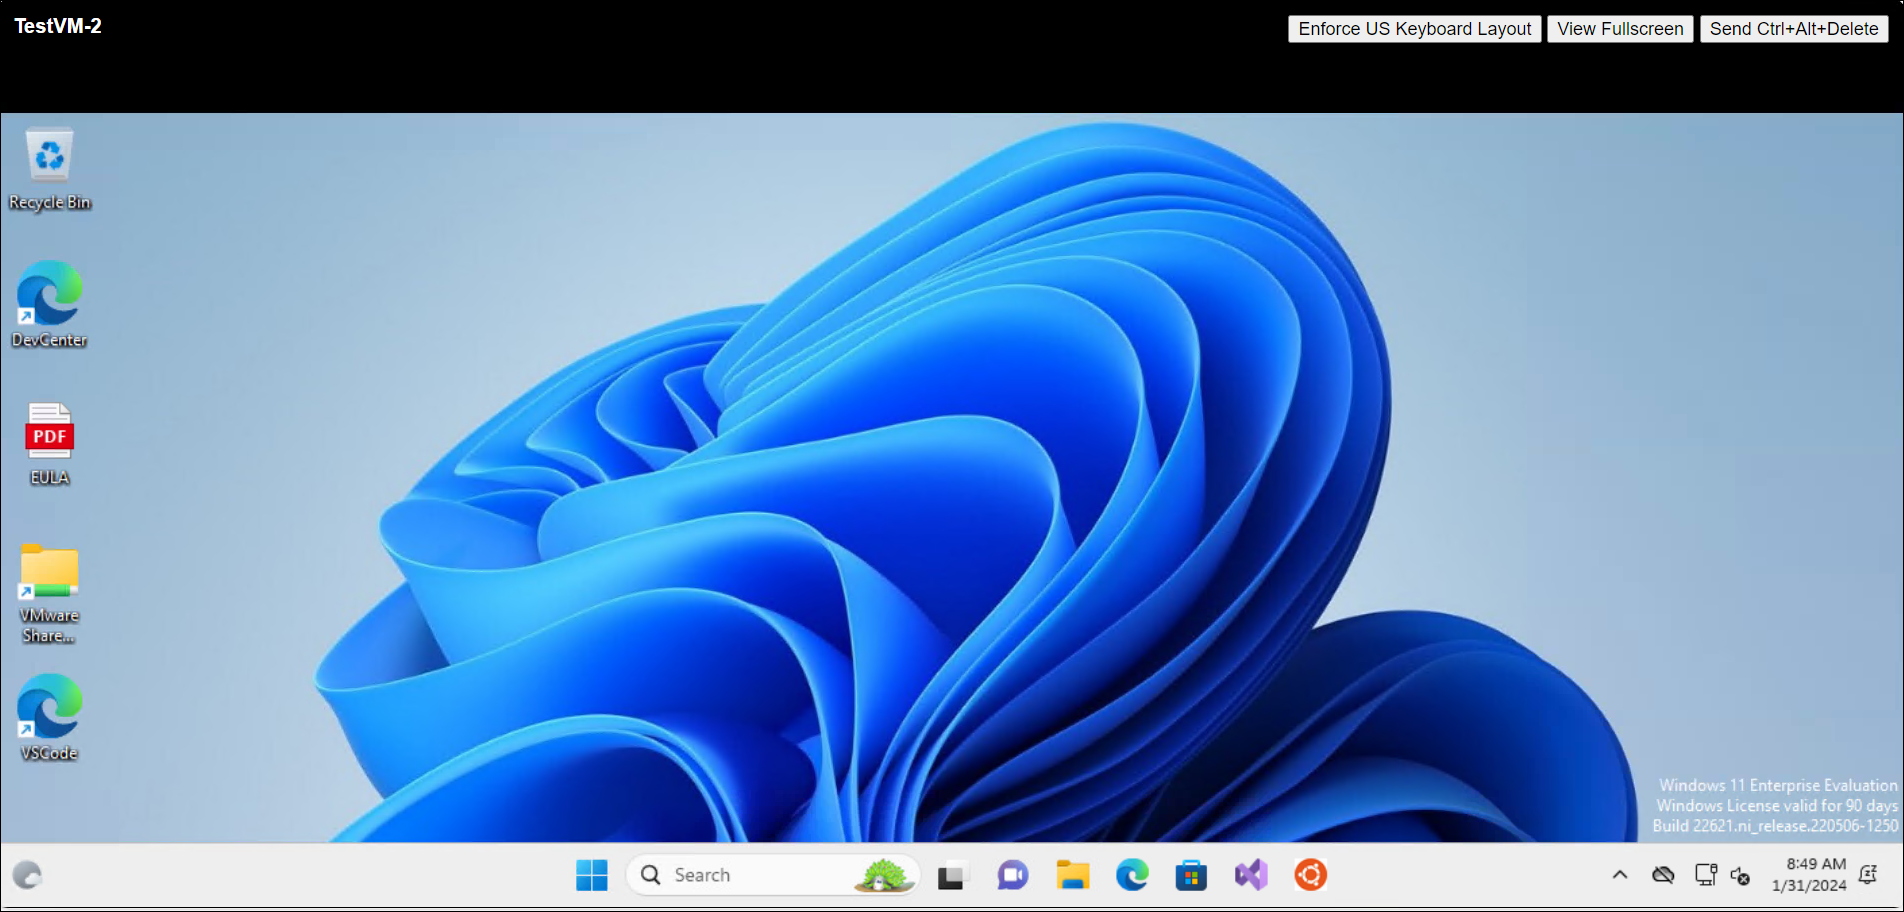 TestVM-2
Enforce US Keyboard Layout
View Fullscreen
Send Ctrl+Alt+Delete
Recycle Bin
DevCenter
PDF
EULA
VMware
Share...
VSCode
Windows 11 Enterprise Evaluation
Windows License valid for 90 days
Build 22621.ni_release.220506-1250
Search
8:49 AM
1/31/2024